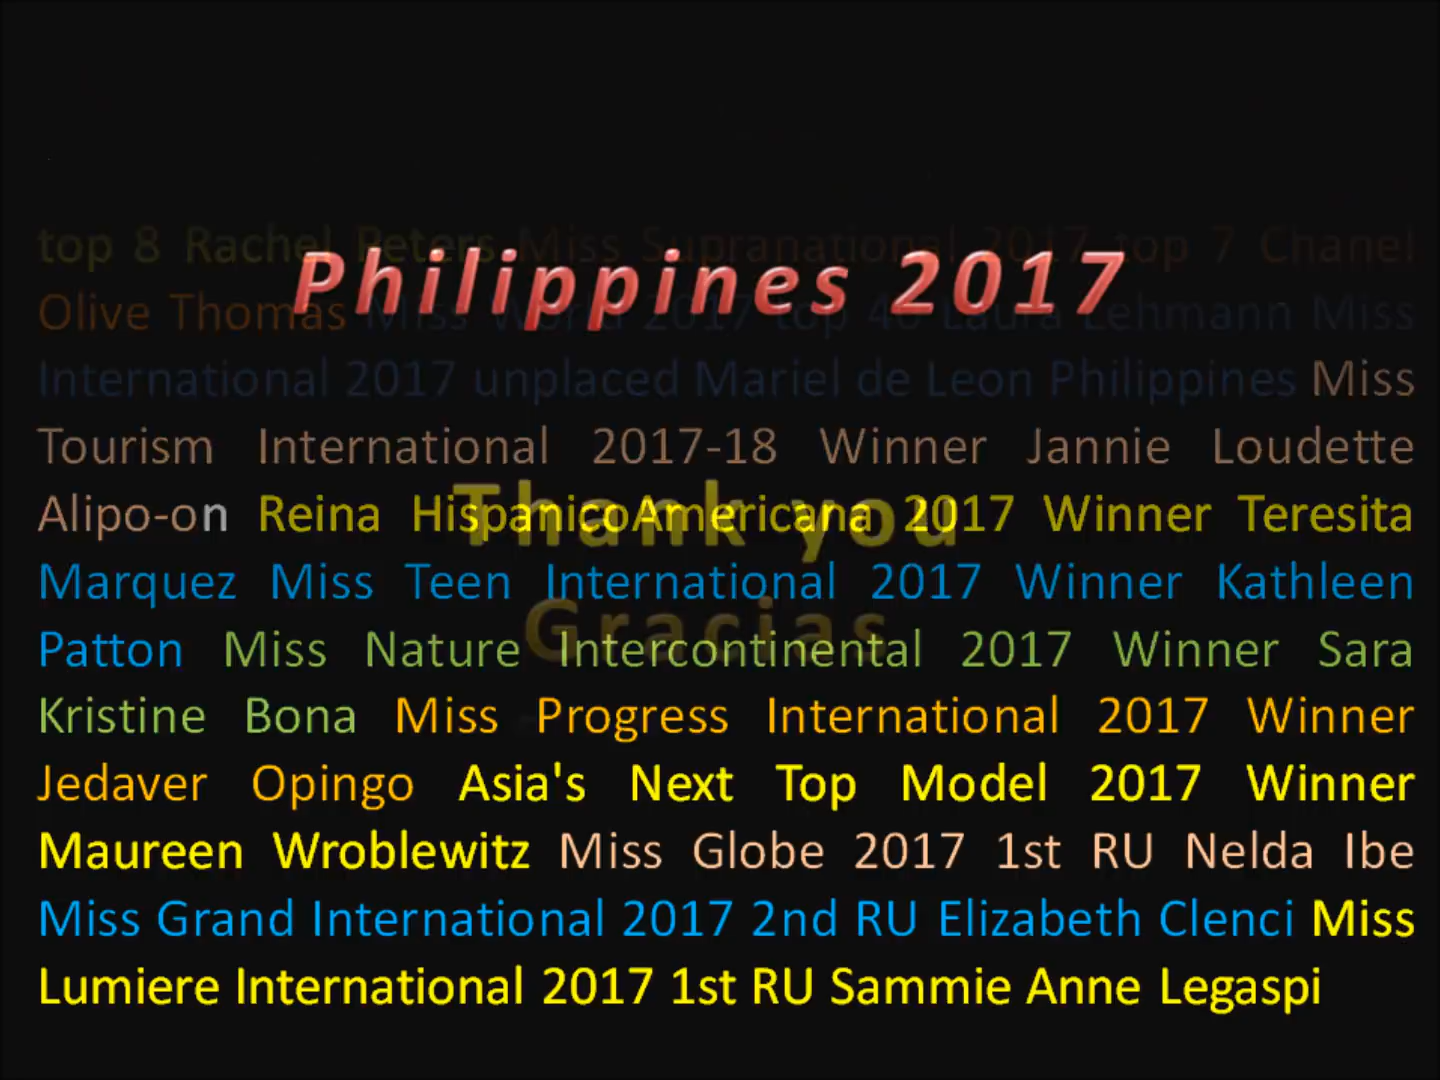 Philippines 2017
top 8 Rachel Peters Miss Supranational 2017 top 7 Chanel
Olive Thomas Miss World 2017 top 40 Laura Lehmann Miss
International 2017 unplaced Mariel de Leon Philippines Miss
Tourism International 2017-18 Winner Jannie Loudette
Alipo-on Reina HispanicoAmericana 2017 Winner Teresita
Thank you
Marquez Miss Teen International 2017 Winner Kathleen
Gracias
Patton Miss Nature Intercontinental 2017 Winner Sara
Kristine Bona Miss Progress International 2017 Winner
Jedaver Opingo Asia's Next Top Model 2017 Winner
Maureen Wroblewitz Miss Globe 2017 1st RU Nelda Ibe
Miss Grand International 2017 2nd RU Elizabeth Clenci Miss
Lumiere International 2017 1st RU Sammie Anne Legaspi